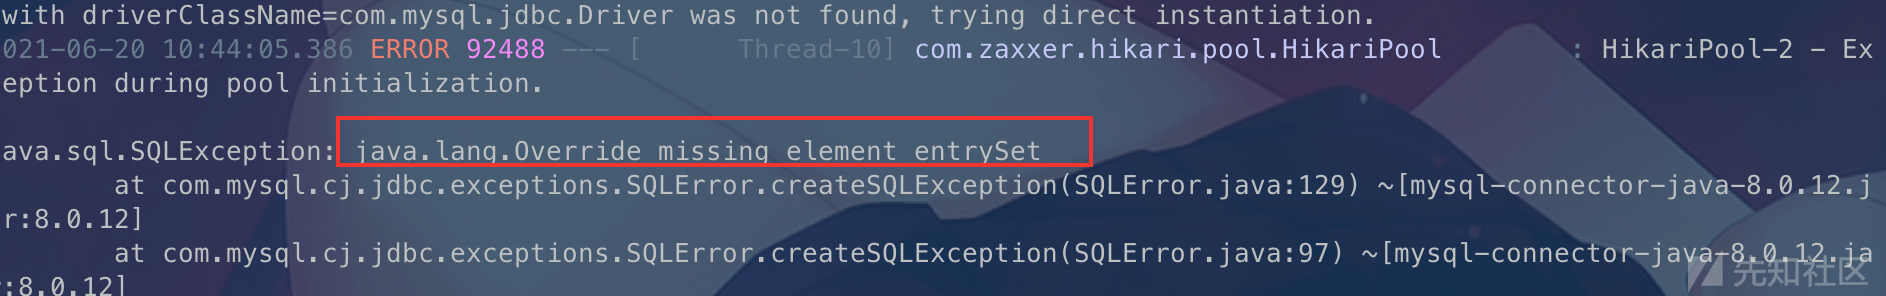 with driverClassName=com.mysql.jdbc.Driver was not found, trying direct instantiation.
021-06-20 10:44:05.386 ERROR 92488 --- [ Thread-10] com.zaxxer.hikari.pool.HikariPool : HikariPool-2 - Ex
eption during pool initialization.
ava.sql.SQLException: java.lang.Override missing element entrySet
at com.mysql.cj.jdbc.exceptions.SQLError.createSQLException(SQLError.java:129) ~[mysql-connector-java-8.0.12.j
r:8.0.12]
at com.mysql.cj.jdbc.exceptions.SQLError.createSQLException(SQLError.java:97) ~[mysql-connector-java-8.0.12.ja
r:8.0.12]
先知社区